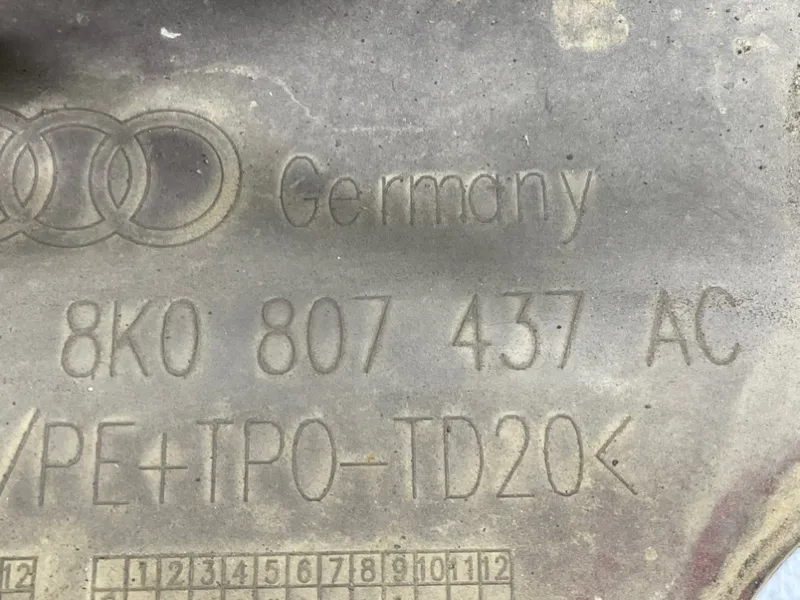 Germany
8K0 807 437 AC
/PE+TPO-TD20<
12 1 2 3 4 5 6 7 8 9 10 11 12